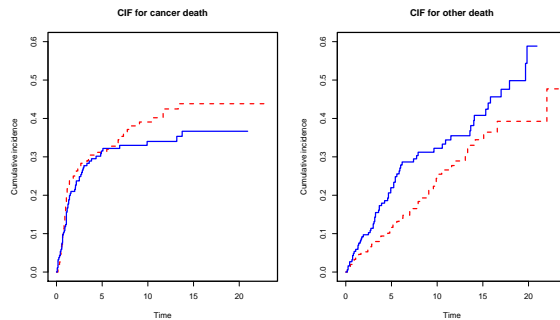 CIF for cancer death
Cumulative incidence
0.0 0.1 0.2 0.3 0.4 0.5 0.6
0 5 10 15 20
Time
CIF for other death
Cumulative incidence
0.0 0.1 0.2 0.3 0.4 0.5 0.6
0 5 10 15 20
Time